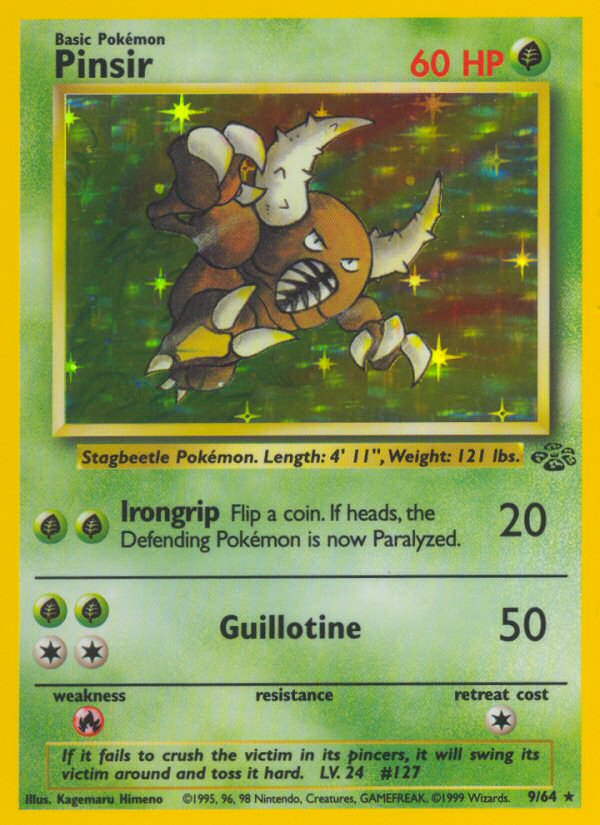 Basic Pokémon
Pinsir
60 HP
Stagbeetle Pokémon. Length: 4' 11", Weight: 121 lbs.
Irongrip Flip a coin. If heads, the
Defending Pokémon is now Paralyzed.
20
Guillotine
50
weakness
resistance
retreat cost
If it fails to crush the victim in its pincers, it will swing its
victim around and toss it hard. LV. 24 #127
Illus. Kagemaru Himeno ©1995, 96, 98 Nintendo, Creatures, GAMEFREAK. ©1999 Wizards. 9/64 ★